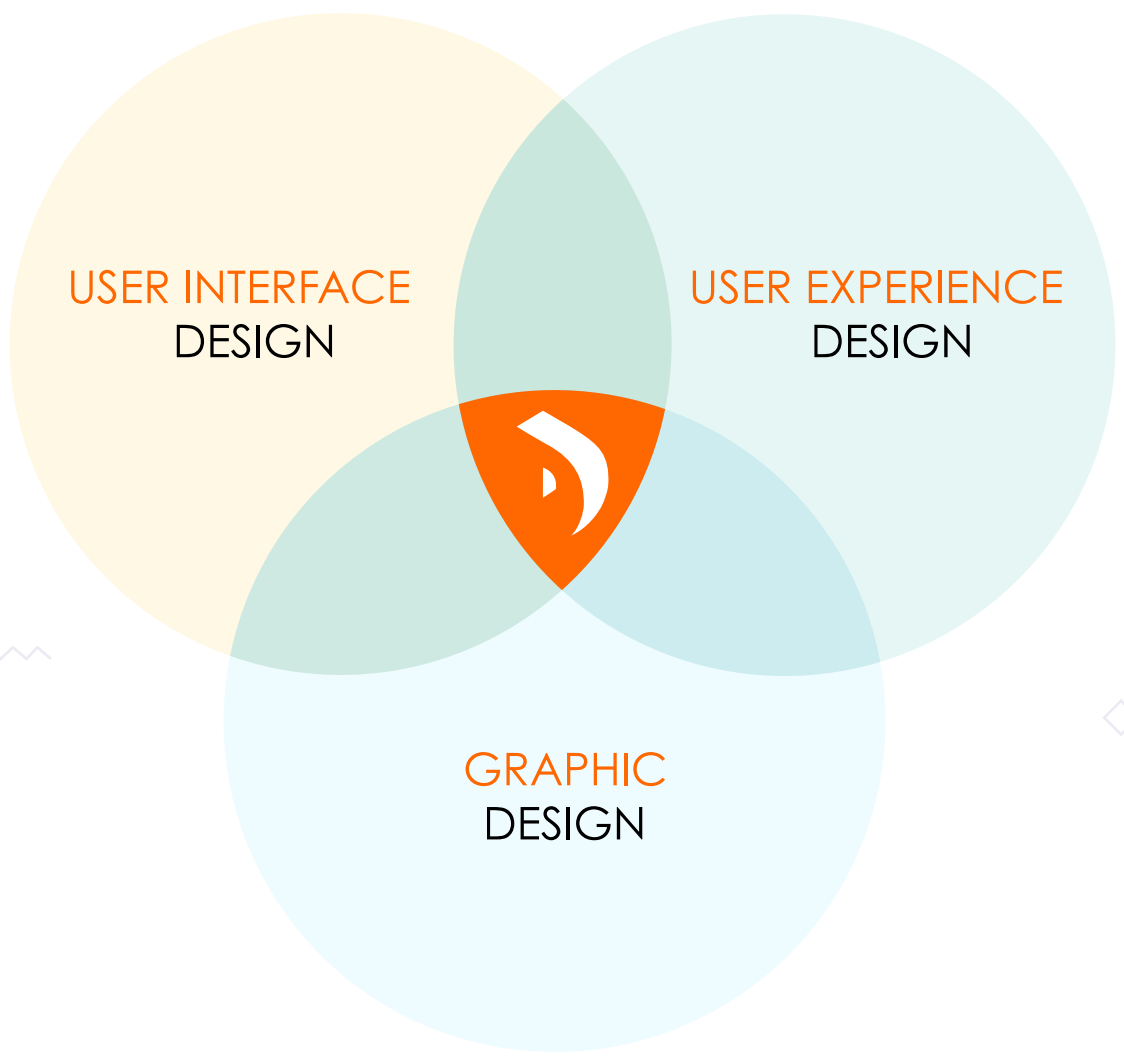 USER INTERFACE
DESIGN
USER EXPERIENCE
DESIGN
GRAPHIC
DESIGN